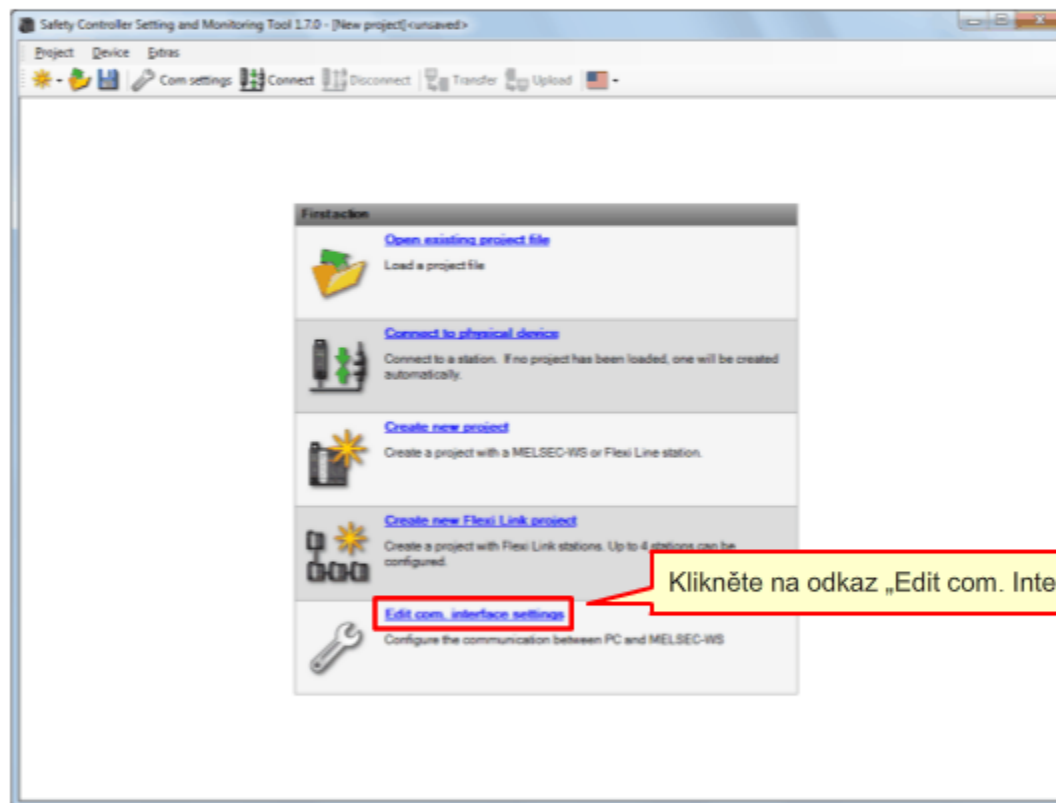 Safety Controller Setting and Monitoring Tool 1.7.0 - [New project]<unsaved>
Project Device Extras
Com settings Connect Disconnect Transfer Upload
First action
Open existing project file
Load a project file
Connect to physical device
Connect to a station. If no project has been loaded, one will be created
automatically.
Create new project
Create a project with a MELSEC-WS or Flexi Line station.
Create new Flexi Link project
Create a project with Flexi Link stations. Up to 4 stations can be
configured.
Klikněte na odkaz „Edit com. Inte
Edit com. interface settings
Configure the communication between PC and MELSEC-WS